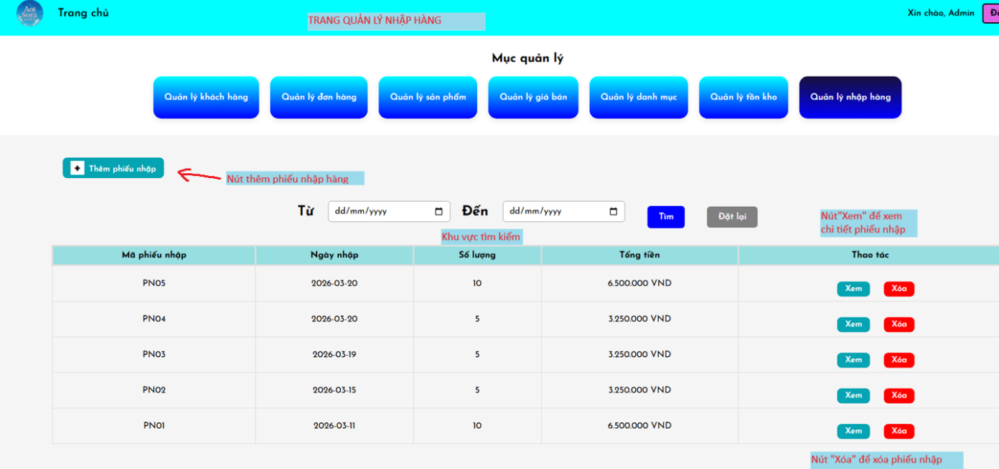 Aoi
Sora
Trang chủ
TRANG QUẢN LÝ NHẬP HÀNG
Xin chào, Admin
Mục quản lý
Quản lý khách hàng
Quản lý đơn hàng
Quản lý sản phẩm
Quản lý giá bán
Quản lý danh mục
Quản lý tồn kho
Quản lý nhập hàng
+ Thêm phiếu nhập
Nút thêm phiếu nhập hàng
Từ dd/mm/yyyy Đến dd/mm/yyyy Tìm Đặt lại
Nút"Xem" để xem
chi tiết phiếu nhập
Khu vực tìm kiếm
Mã phiếu nhập Ngày nhập Số lượng Tổng tiền Thao tác
PN05 2026-03-20 10 6.500.000 VND Xem Xóa
PN04 2026-03-20 5 3.250.000 VND Xem Xóa
PN03 2026-03-19 5 3.250.000 VND Xem Xóa
PN02 2026-03-15 5 3.250.000 VND Xem Xóa
PN01 2026-03-11 10 6.500.000 VND Xem Xóa
Nút "Xóa" để xóa phiếu nhập